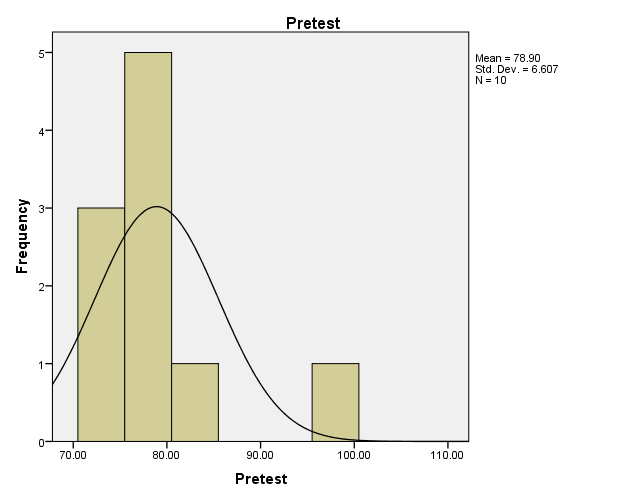 Pretest
Mean = 78.90
Std. Dev. = 6.607
N = 10
Frequency
5
4
3
2
1
0
70.00 80.00 90.00 100.00 110.00
Pretest